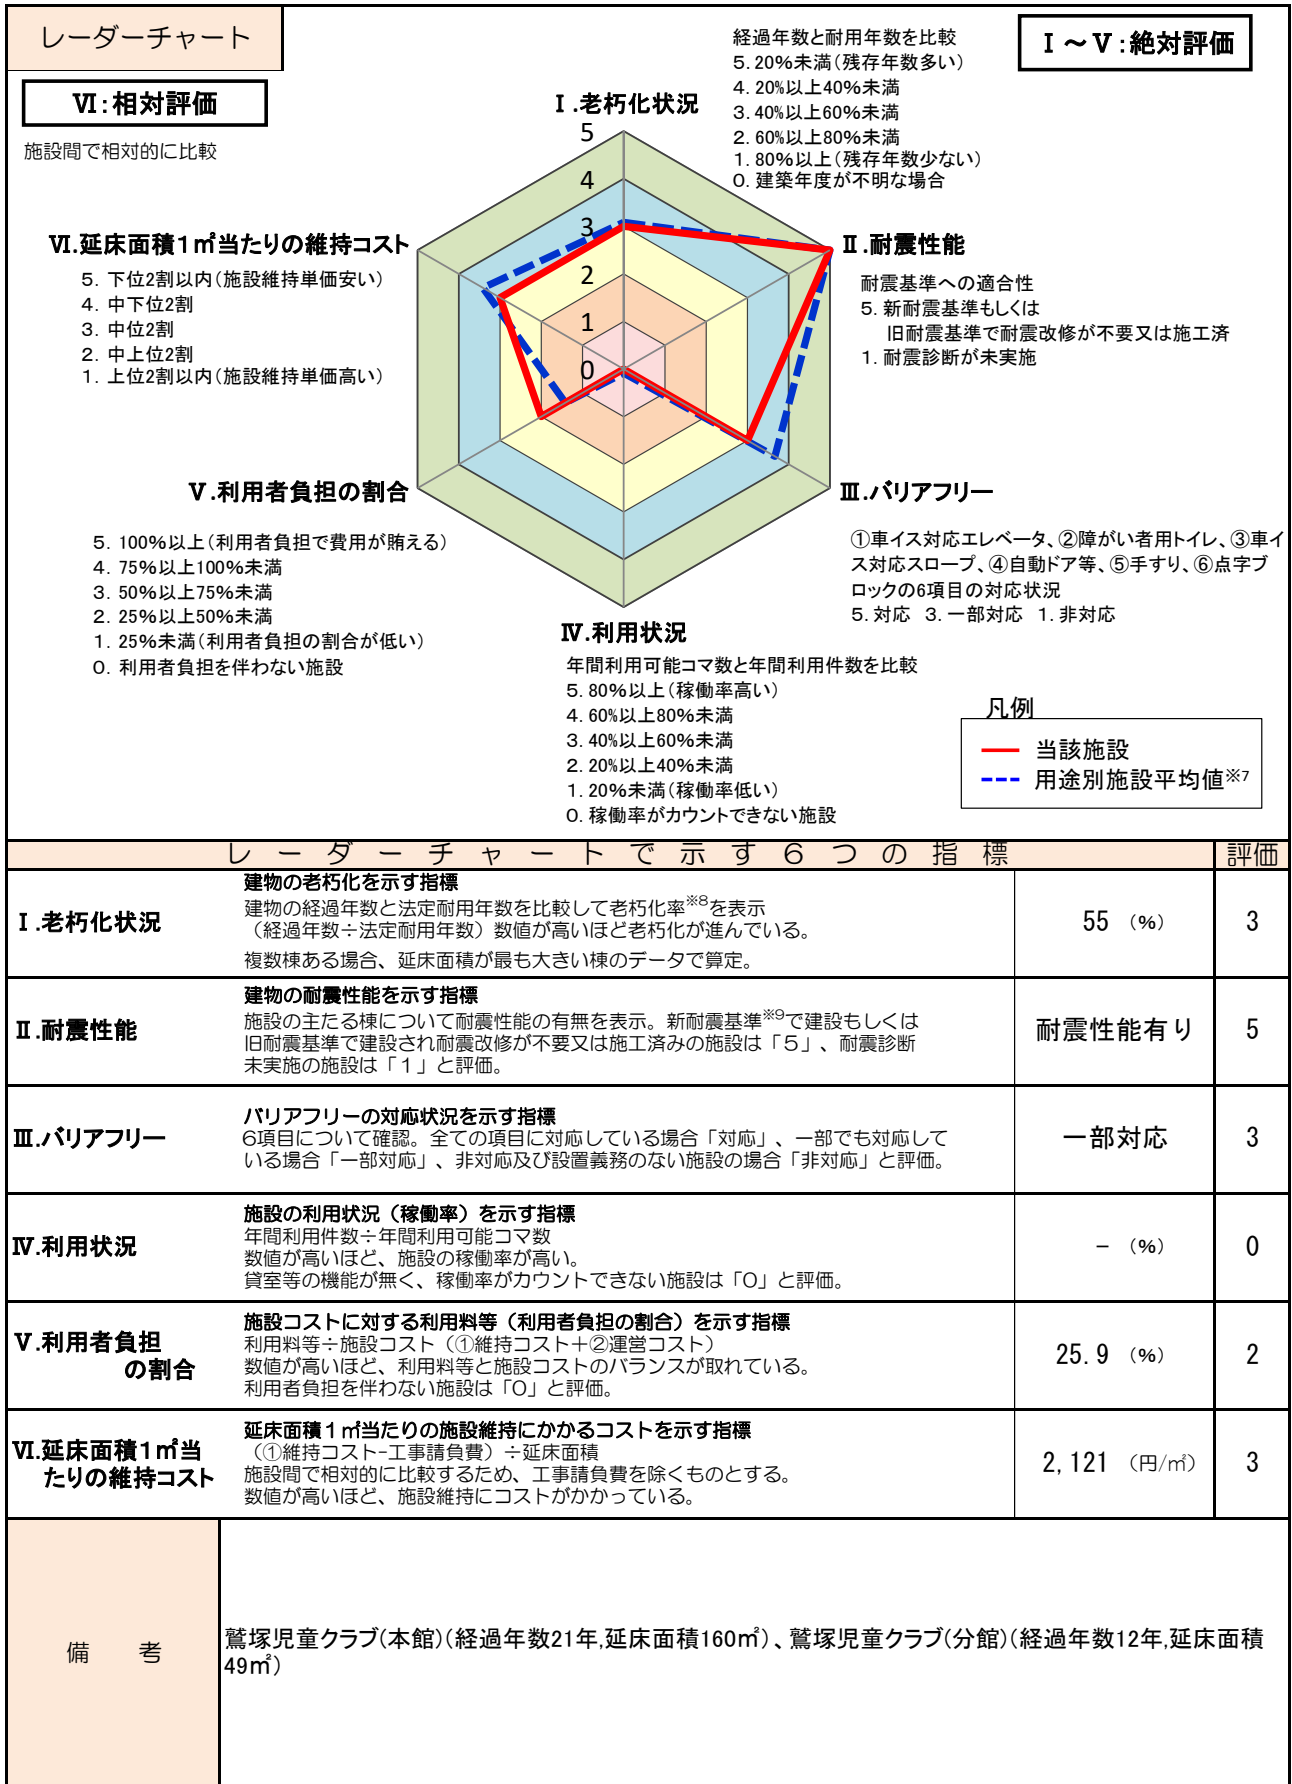 レーダーチャート
Ⅵ:相対評価
施設間で相対的に比較
Ⅰ～Ⅴ:絶対評価
経過年数と耐用年数を比較
5.20%未満(残存年数多い)
4.20%以上40%未満
3.40%以上60%未満
2.60%以上80%未満
1.80%以上(残存年数少ない)
0.建築年度が不明な場合
Ⅰ.老朽化状況
5
4
3
2
1
0
Ⅱ.耐震性能
耐震基準への適合性
5.新耐震基準もしくは
旧耐震基準で耐震改修が不要又は施工済
1.耐震診断が未実施
Ⅵ.延床面積1㎡当たりの維持コスト
5.下位2割以内(施設維持単価安い)
4.中下位2割
3.中位2割
2.中上位2割
1.上位2割以内(施設維持単価高い)
Ⅴ.利用者負担の割合
5.100%以上(利用者負担で費用が賄える)
4.75%以上100%未満
3.50%以上75%未満
2.25%以上50%未満
1.25%未満(利用者負担の割合が低い)
0.利用者負担を伴わない施設
Ⅲ.バリアフリー
①車イス対応エレベータ、②障がい者用トイレ、③車イ
ス対応スロープ、④自動ドア等、⑤手すり、⑥点字ブ
ロックの6項目の対応状況
5.対応 3.一部対応 1.非対応
Ⅳ.利用状況
年間利用可能コマ数と年間利用件数を比較
5.80%以上(稼働率高い)
4.60%以上80%未満
3.40%以上60%未満
2.20%以上40%未満
1.20%未満(稼働率低い)
0.稼働率がカウントできない施設
凡例
当該施設
用途別施設平均値※7
レーダーチャートで示す6つの指標 評価
Ⅰ.老朽化状況
建物の老朽化を示す指標
建物の経過年数と法定耐用年数を比較して老朽化率※8を表示
(経過年数÷法定耐用年数)数値が高いほど老朽化が進んでいる。
複数棟ある場合、延床面積が最も大きい棟のデータで算定。
55 (%) 3
Ⅱ.耐震性能
建物の耐震性能を示す指標
施設の主たる棟について耐震性能の有無を表示。新耐震基準※9で建設もしくは
旧耐震基準で建設され耐震改修が不要又は施工済みの施設は「5」、耐震診断
未実施の施設は「1」と評価。
耐震性能有り 5
Ⅲ.バリアフリー
バリアフリーの対応状況を示す指標
6項目について確認。全ての項目に対応している場合「対応」、一部でも対応して
いる場合「一部対応」、非対応及び設置義務のない施設の場合「非対応」と評価。
一部対応 3
Ⅳ.利用状況
施設の利用状況(稼働率)を示す指標
年間利用件数÷年間利用可能コマ数
数値が高いほど、施設の稼働率が高い。
貸室等の機能が無く、稼働率がカウントできない施設は「0」と評価。
- (%) 0
Ⅴ.利用者負担
の割合
施設コストに対する利用料等(利用者負担の割合)を示す指標
利用料等÷施設コスト(①維持コスト+②運営コスト)
数値が高いほど、利用料等と施設コストのバランスが取れている。
利用者負担を伴わない施設は「0」と評価。
25.9 (%) 2
Ⅵ.延床面積1㎡当
たりの維持コスト
延床面積1㎡当たりの施設維持にかかるコストを示す指標
(①維持コスト-工事請負費)÷延床面積
施設間で相対的に比較するため、工事請負費を除くものとする。
数値が高いほど、施設維持にコストがかかっている。
2,121 (円/㎡) 3
備 考
鷲塚児童クラブ(本館)(経過年数21年,延床面積160㎡)、鷲塚児童クラブ(分館)(経過年数12年,延床面積
49㎡)